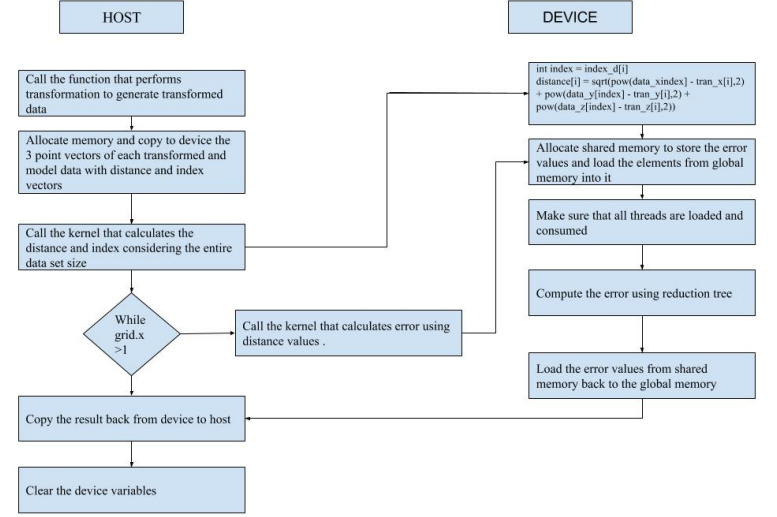 HOST
DEVICE
Call the function that performs
transformation to generate transformed
data
Allocate memory and copy to device the
3 point vectors of each transformed and
model data with distance and index
vectors
Call the kernel that calculates the
distance and index considering the entire
data set size
While
grid.x
>1
Call the kernel that calculates error using
distance values .
Copy the result back from device to host
Clear the device variables
int index = index_d[i]
distance[i] = sqrt(pow(data_xindex] - tran_x[i],2)
+ pow(data_y[index] - tran_y[i],2) +
pow(data_z[index] - tran_z[i],2))
Allocate shared memory to store the error
values and load the elements from global
memory into it
Make sure that all threads are loaded and
consumed
Compute the error using reduction tree
Load the error values from shared
memory back to the global memory